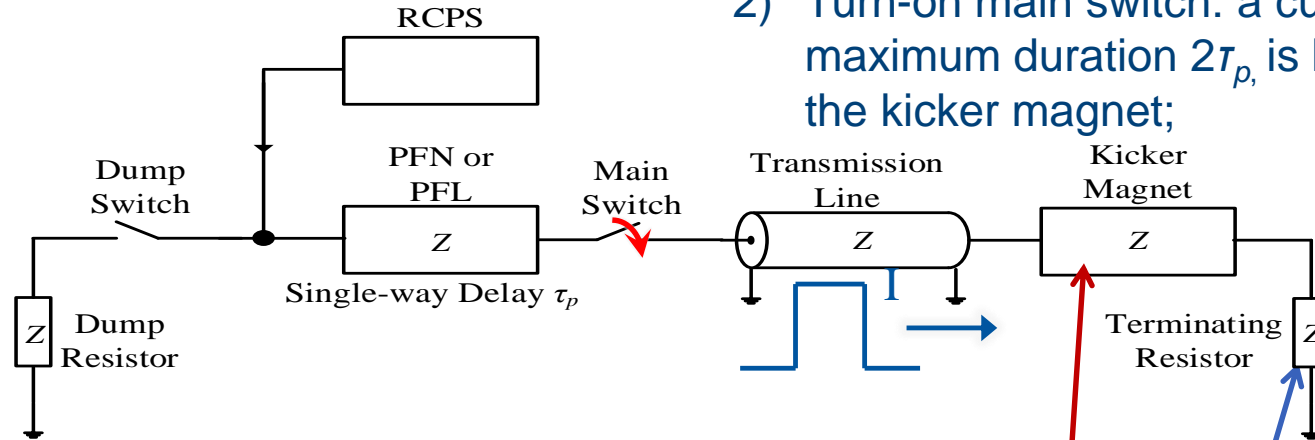 2) Turn-on main switch: a cu
maximum duration 2τp, is
the kicker magnet;
RCPS
Dump
Switch
PFN or
PFL
Main
Switch
Transmission
Line
Kicker
Magnet
Z
Z
Z
Single-way Delay τp
I
Z
Dump
Resistor
Terminating
Resistor
Z